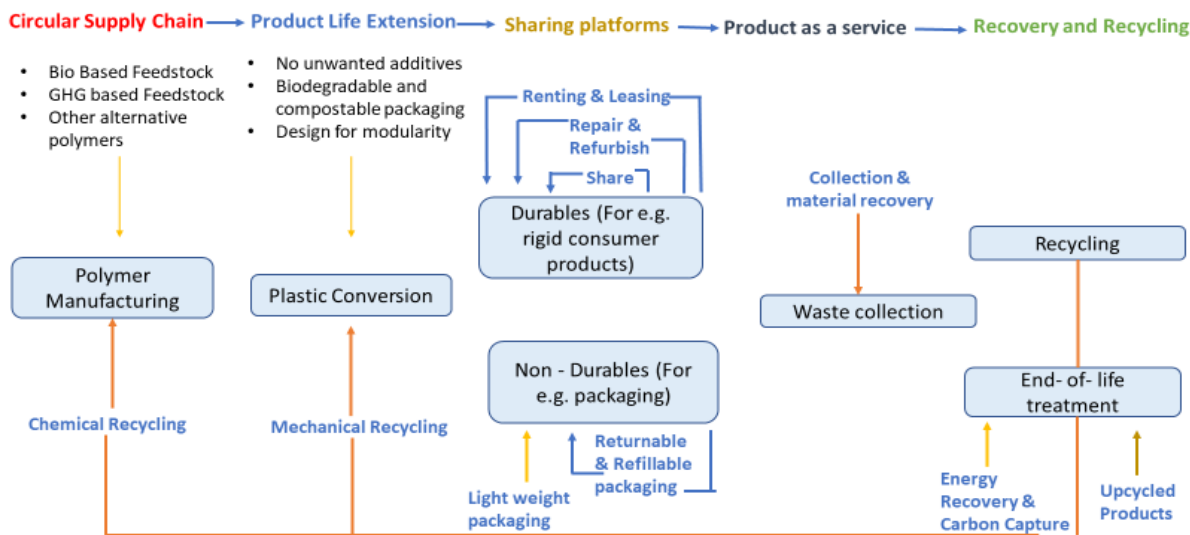 Circular Supply Chain
Product Life Extension
Sharing platforms
Product as a service
Recovery and Recycling
• Bio Based Feedstock
• GHG based Feedstock
• Other alternative
polymers
• No unwanted additives
• Biodegradable and
compostable packaging
• Design for modularity
Renting & Leasing
Repair &
Refurbish
Share
Durables (For e.g.
rigid consumer
products)
Collection &
material recovery
Recycling
Polymer
Manufacturing
Plastic Conversion
Waste collection
Non - Durables (For
e.g. packaging)
End- of- life
treatment
Chemical Recycling
Mechanical Recycling
Returnable
& Refillable
packaging
Light weight
packaging
Energy
Recovery &
Carbon Capture
Upcycled
Products